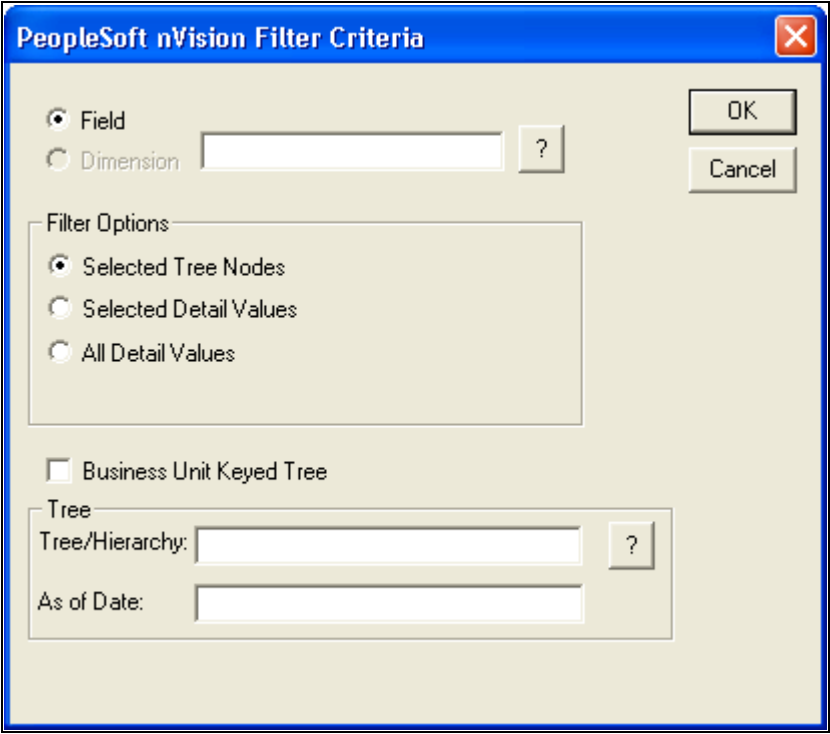 PeopleSoft nVision Filter Criteria
Field
Dimension
?
OK
Cancel
Filter Options
Selected Tree Nodes
Selected Detail Values
All Detail Values
Business Unit Keyed Tree
Tree
Tree/Hierarchy:
?
As of Date: